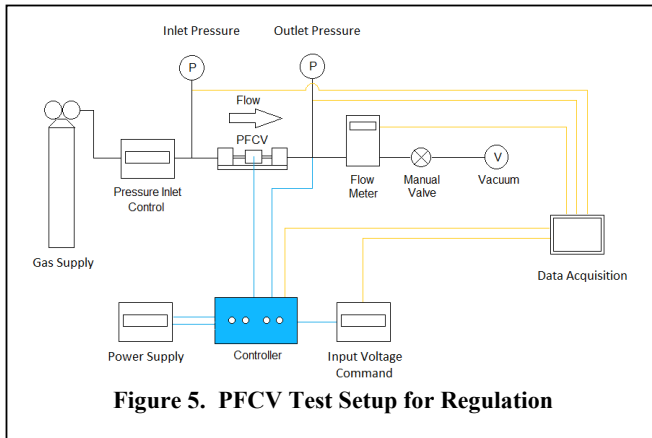 Inlet Pressure
Outlet Pressure
P
P
Flow
PFCV
Pressure Inlet
Control
Flow
Meter
Manual
Valve
V
Vacuum
Gas Supply
Data Acquisition
Power Supply
Controller
Input Voltage
Command
Figure 5. PFCV Test Setup for Regulation